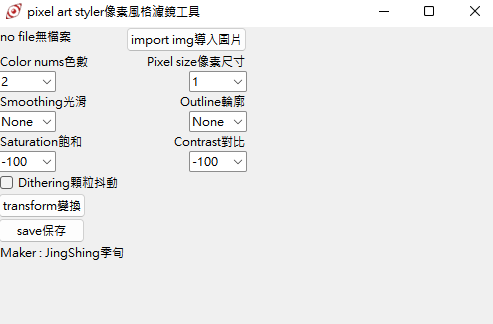 pixel art styler像素風格濾鏡工具
no file無檔案 import img導入圖片
Color nums色數 Pixel size像素尺寸
2 1
Smoothing光滑 Outline輪廓
None None
Saturation飽和 Contrast對比
-100 -100
Dithering顆粒抖動
transform變換
save保存
Maker : JingShing季旬